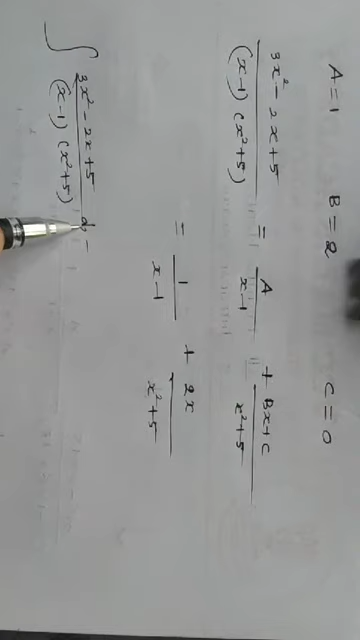 A = 1 B = 2 C = 0
3x² - 2x + 5 / (x-1) (x²+5) = A / x-1 + Bx+C / x²+5
= 1 / x-1 + 2x / x²+5
∫ 3x² - 2x + 5 / (x-1) (x²+5) d